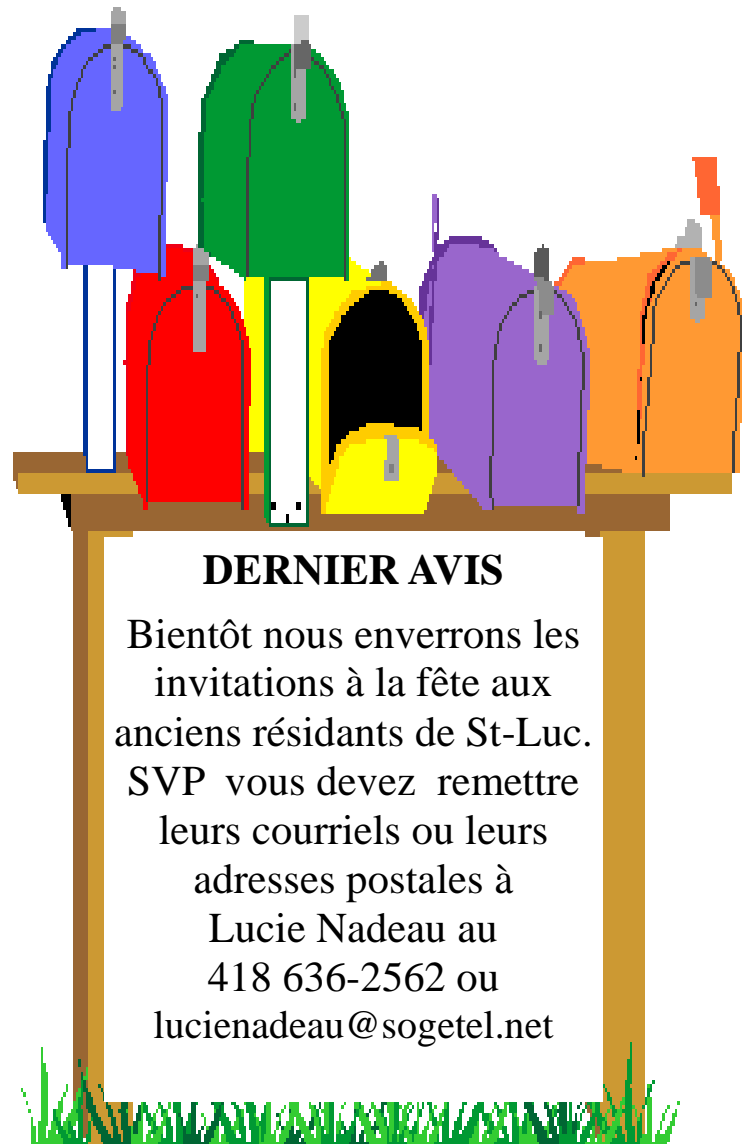 DERNIER AVIS
Bientôt nous enverrons les
invitations à la fête aux
anciens résidants de St-Luc.
SVP  vous devez  remettre
leurs courriels ou leurs
adresses postales à
Lucie Nadeau au
418 636-2562 ou
lucienadeau@sogetel.net